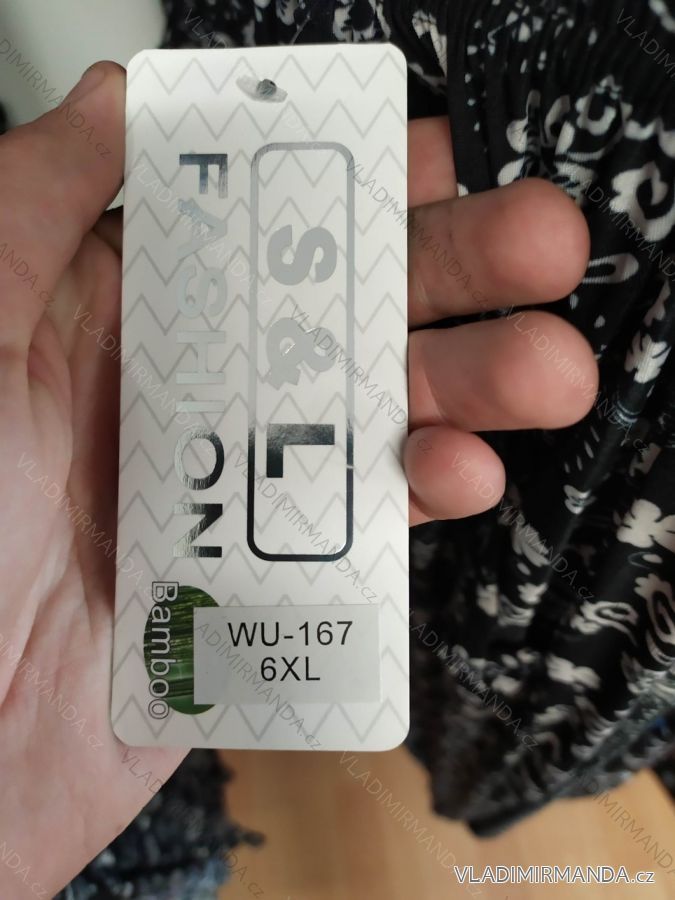 S & L
FASHION
Bamboo
WU-167
6XL
VLADIMIRMANDA.cz